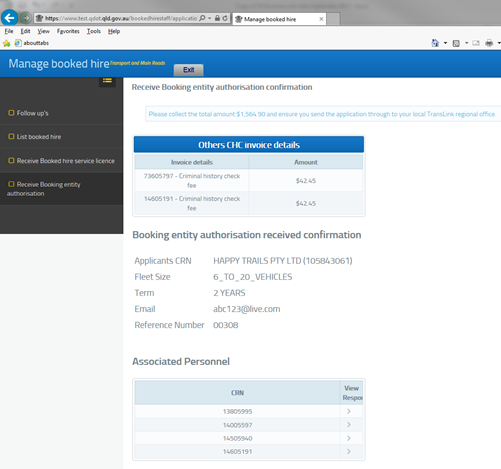 https://www.test.qdot.qld.gov.au/bookedhirestaff/applicatio
Manage booked hire
File Edit View Favorites Tools Help
abouttabs
Manage booked hire Transport and Main Roads
Exit
Follow up's
List booked hire
Receive Booked hire service licence
Receive Booking entity
authorisation
Receive Booking entity authorisation confirmation
Please collect the total amount $1,564.90 and ensure you send the application through to your local TransLink regional office.
Others CHC invoice details
Invoice details Amount
73605797 - Criminal history check
fee
$42.45
14605191 - Criminal history check
fee
$42.45
Booking entity authorisation received confirmation
Applicants CRN HAPPY TRAILS PTY LTD (105843061)
Fleet Size 6_TO_20_VEHICLES
Term 2 YEARS
Email abc123@live.com
Reference Number 00308
Associated Personnel
CRN
View
Respo
13805995
14005597
14505940
14605191